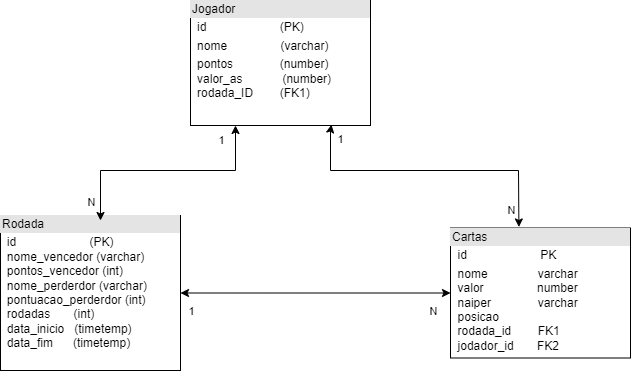 Jogador
id (PK)
nome (varchar)
pontos (number)
valor_as (number)
rodada_ID (FK1)
1
1
N
N
Rodada
id (PK)
nome_vencedor (varchar)
pontos_vencedor (int)
nome_perderdor (varchar)
pontuacao_perderdor (int)
rodadas (int)
data_inicio (timetemp)
data_fim (timetemp)
1
N
Cartas
id PK
nome varchar
valor number
naiper varchar
posicao
rodada_id FK1
jodador_id FK2